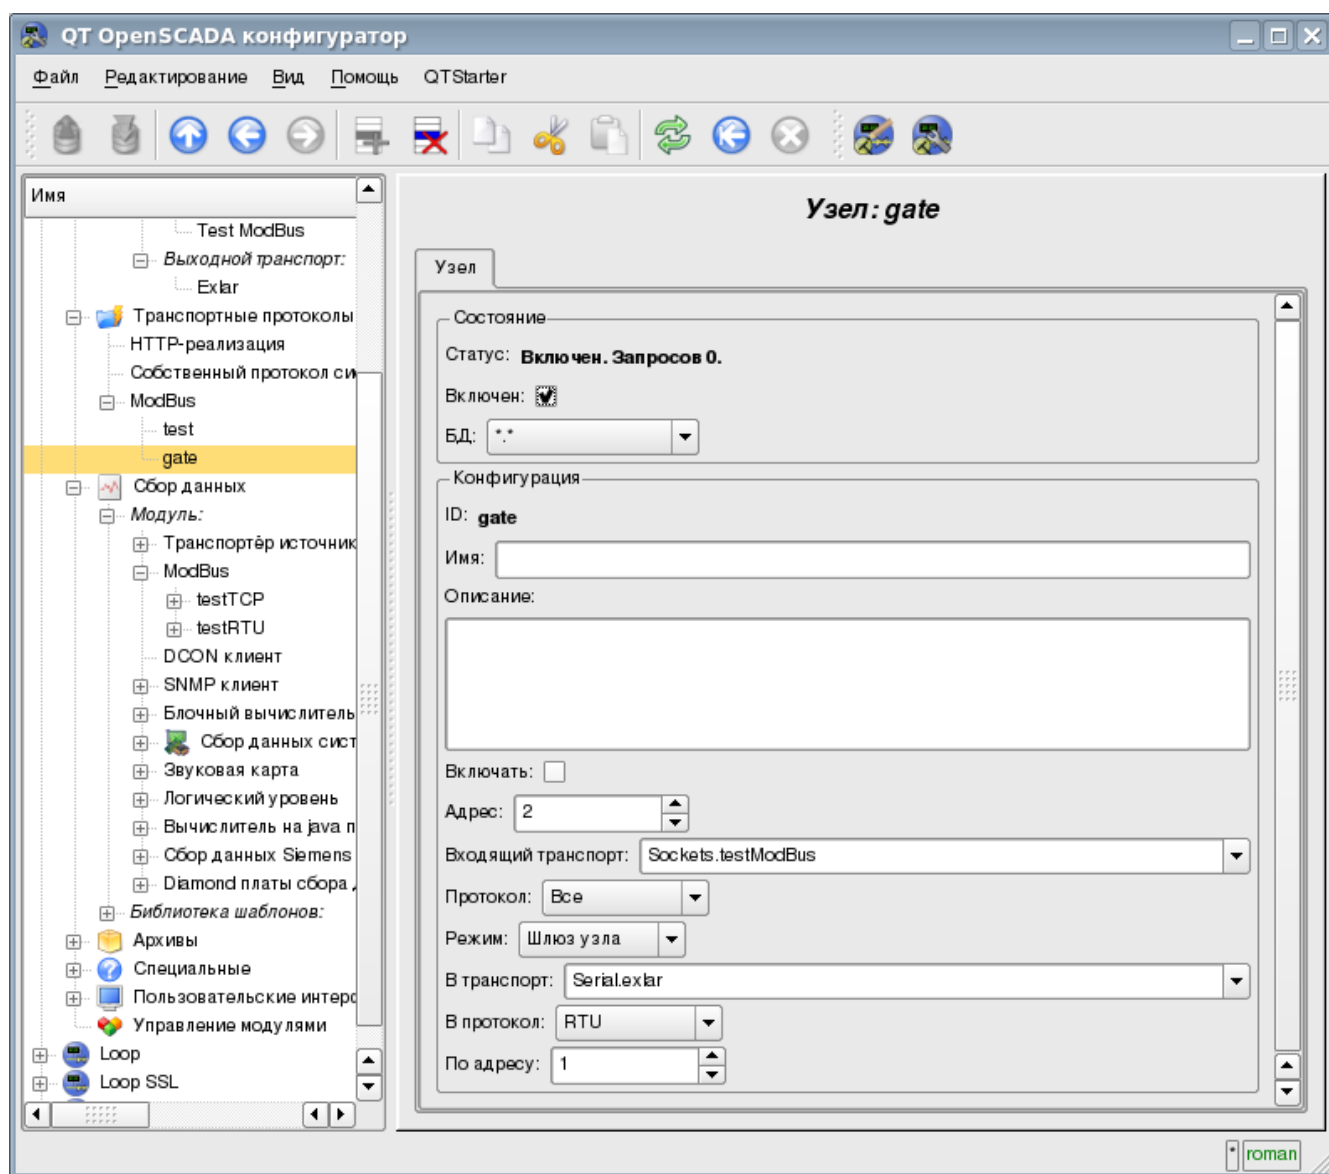 QT OpenSCADA конфигуратор
Файл Редактирование Вид Помощь QTStarter
Имя
Test ModBus
Выходной транспорт:
Exlar
Транспортные протоколы
HTTP-реализация
Собственный протокол си
ModBus
test
gate
Сбор данных
Модуль:
Транспортёр источник
ModBus
testTCP
testRTU
DCON клиент
SNMP клиент
Блочный вычислитель
Сбор данных сист
Звуковая карта
Логический уровень
Вычислитель на java п
Сбор данных Siemens
Diamond платы сбора
Библиотека шаблонов:
Архивы
Специальные
Пользовательские интерф
Управление модулями
Loop
Loop SSL
Узел: gate
Узел
Состояние
Статус: Включен. Запросов 0.
Включен:
БД: *.*
Конфигурация
ID: gate
Имя:
Описание:
Включать:
Адрес: 2
Входящий транспорт: Sockets.testModBus
Протокол: Все
Режим: Шлюз узла
В транспорт: Serial.exlar
В протокол: RTU
По адресу: 1
* roman